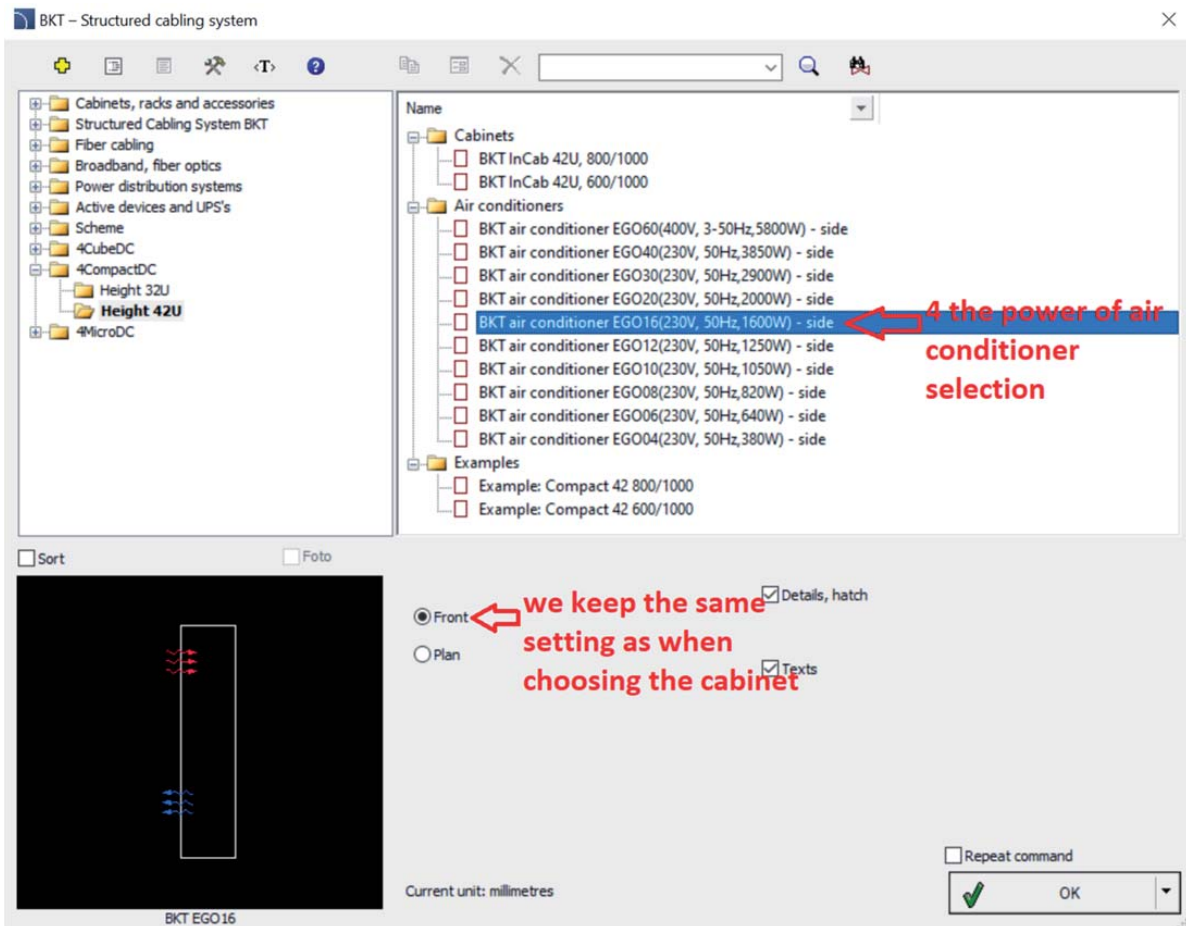 BKT – Structured cabling system
‹T›
Cabinets, racks and accessories
Structured Cabling System BKT
Fiber cabling
Broadband, fiber optics
Power distribution systems
Active devices and UPS's
Scheme
4CubeDC
4CompactDC
Height 32U
Height 42U
4MicroDC
Name
Cabinets
BKT InCab 42U, 800/1000
BKT InCab 42U, 600/1000
Air conditioners
BKT air conditioner EGO60(400V, 3-50Hz,5800W) - side
BKT air conditioner EGO40(230V, 50Hz,3850W) - side
BKT air conditioner EGO30(230V, 50Hz,2900W) - side
BKT air conditioner EGO20(230V, 50Hz,2000W) - side
BKT air conditioner EGO16(230V, 50Hz,1600W) - side
BKT air conditioner EGO12(230V, 50Hz,1250W) - side
BKT air conditioner EGO10(230V, 50Hz,1050W) - side
BKT air conditioner EGO08(230V, 50Hz,820W) - side
BKT air conditioner EGO06(230V, 50Hz,640W) - side
BKT air conditioner EGO04(230V, 50Hz,380W) - side
Examples
Example: Compact 42 800/1000
Example: Compact 42 600/1000
4 the power of air
conditioner
selection
Sort
Foto
BKT EGO16
Front
Plan
we keep the same
setting as when
choosing the cabinet
Details, hatch
Texts
Current unit: millimetres
Repeat command
OK